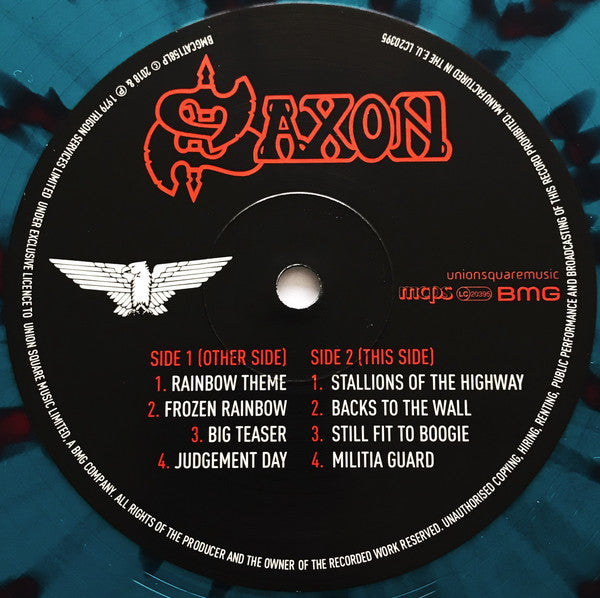 SAXON
unionsquaremusic
mcps LC 20395 BMG
SIDE 1 (OTHER SIDE)
1. RAINBOW THEME
2. FROZEN RAINBOW
3. BIG TEASER
4. JUDGEMENT DAY
SIDE 2 (THIS SIDE)
1. STALLIONS OF THE HIGHWAY
2. BACKS TO THE WALL
3. STILL FIT TO BOOGIE
4. MILITIA GUARD
BMGCAT158LP © 2018 & ℗ 1979 TRIGON SERVICES LIMITED UNDER EXCLUSIVE LICENCE TO UNION SQUARE MUSIC LIMITED, A BMG COMPANY. ALL RIGHTS OF THE PRODUCER AND THE OWNER OF THE RECORDED WORK RESERVED. UNAUTHORISED COPYING, HIRING, RENTING, PUBLIC PERFORMANCE AND BROADCASTING OF THIS RECORD PROHIBITED. MANUFACTURED IN THE E.U. LC20395